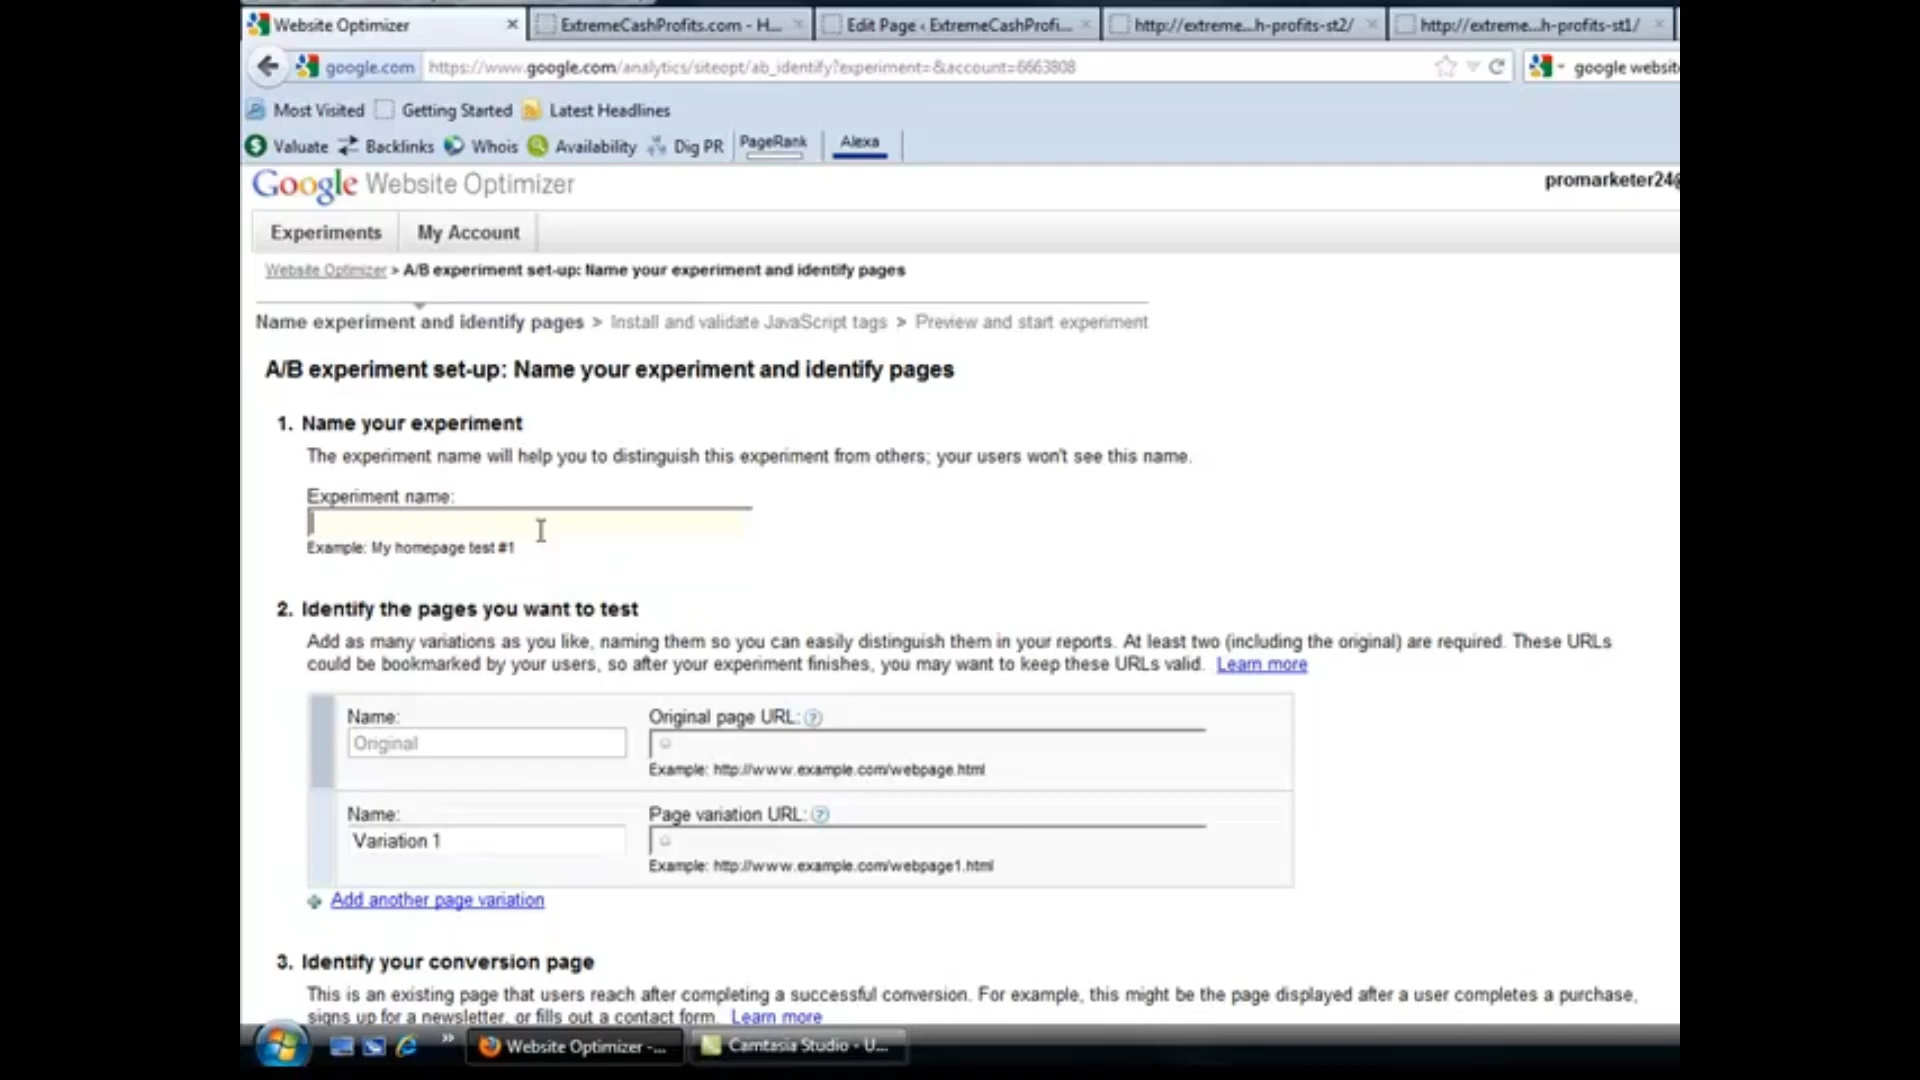 Website Optimizer
ExtremeCashProfits.com - H...
Edit Page ‹ ExtremeCashProfi...
http://extreme...h-profits-st2/
http://extreme...h-profits-st1/
google.com
https://www.google.com/analytics/siteopt/ab_identify?experiment=&account=6663808
google websit
Most Visited
Getting Started
Latest Headlines
Valuate
Backlinks
Whois
Availability
Dig PR
PageRank
Alexa
Google Website Optimizer
promarketer24@
Experiments
My Account
Website Optimizer > A/B experiment set-up: Name your experiment and identify pages
Name experiment and identify pages > Install and validate JavaScript tags > Preview and start experiment
A/B experiment set-up: Name your experiment and identify pages
1. Name your experiment
The experiment name will help you to distinguish this experiment from others; your users won't see this name.
Experiment name:
Example: My homepage test #1
2. Identify the pages you want to test
Add as many variations as you like, naming them so you can easily distinguish them in your reports. At least two (including the original) are required. These URLs
could be bookmarked by your users, so after your experiment finishes, you may want to keep these URLs valid. Learn more
Name:
Original page URL: ?
Original
Example: http://www.example.com/webpage.html
Name:
Page variation URL: ?
Variation 1
Example: http://www.example.com/webpage1.html
Add another page variation
3. Identify your conversion page
This is an existing page that users reach after completing a successful conversion. For example, this might be the page displayed after a user completes a purchase,
signs up for a newsletter, or fills out a contact form. Learn more
Website Optimizer -...
Camtasia Studio - U...